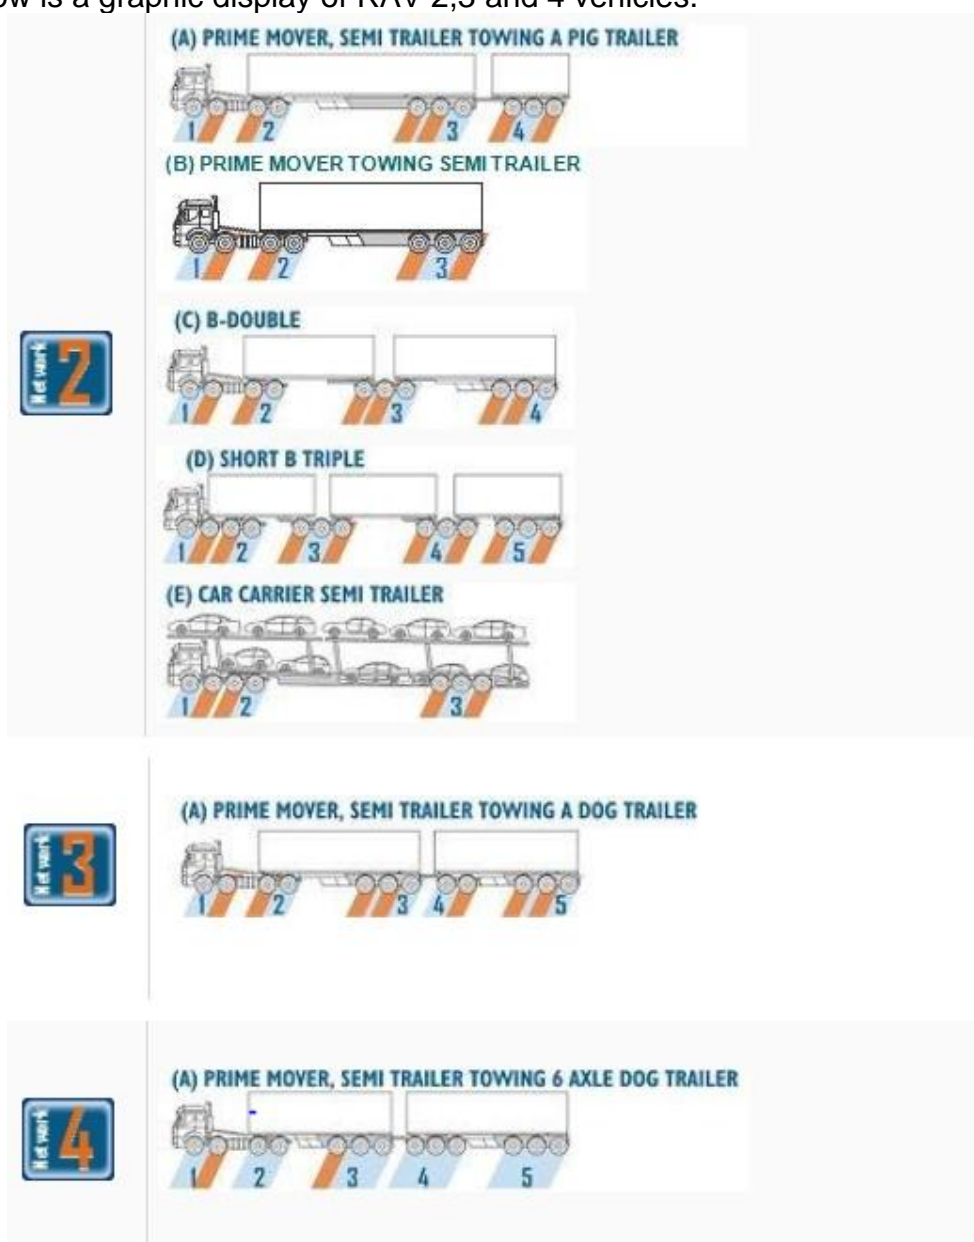 is a graphic display of RAV 2,3 and 4 vehicles.
(A) PRIME MOVER, SEMI TRAILER TOWING A PIG TRAILER
1 2 3 4
(B) PRIME MOVER TOWING SEMI TRAILER
1 2 3
Network 2
(C) B-DOUBLE
1 2 3 4
(D) SHORT B TRIPLE
1 2 3 4 5
(E) CAR CARRIER SEMI TRAILER
1 2 3
Network 3
(A) PRIME MOVER, SEMI TRAILER TOWING A DOG TRAILER
1 2 3 4 5
Network 4
(A) PRIME MOVER, SEMI TRAILER TOWING 6 AXLE DOG TRAILER
1 2 3 4 5